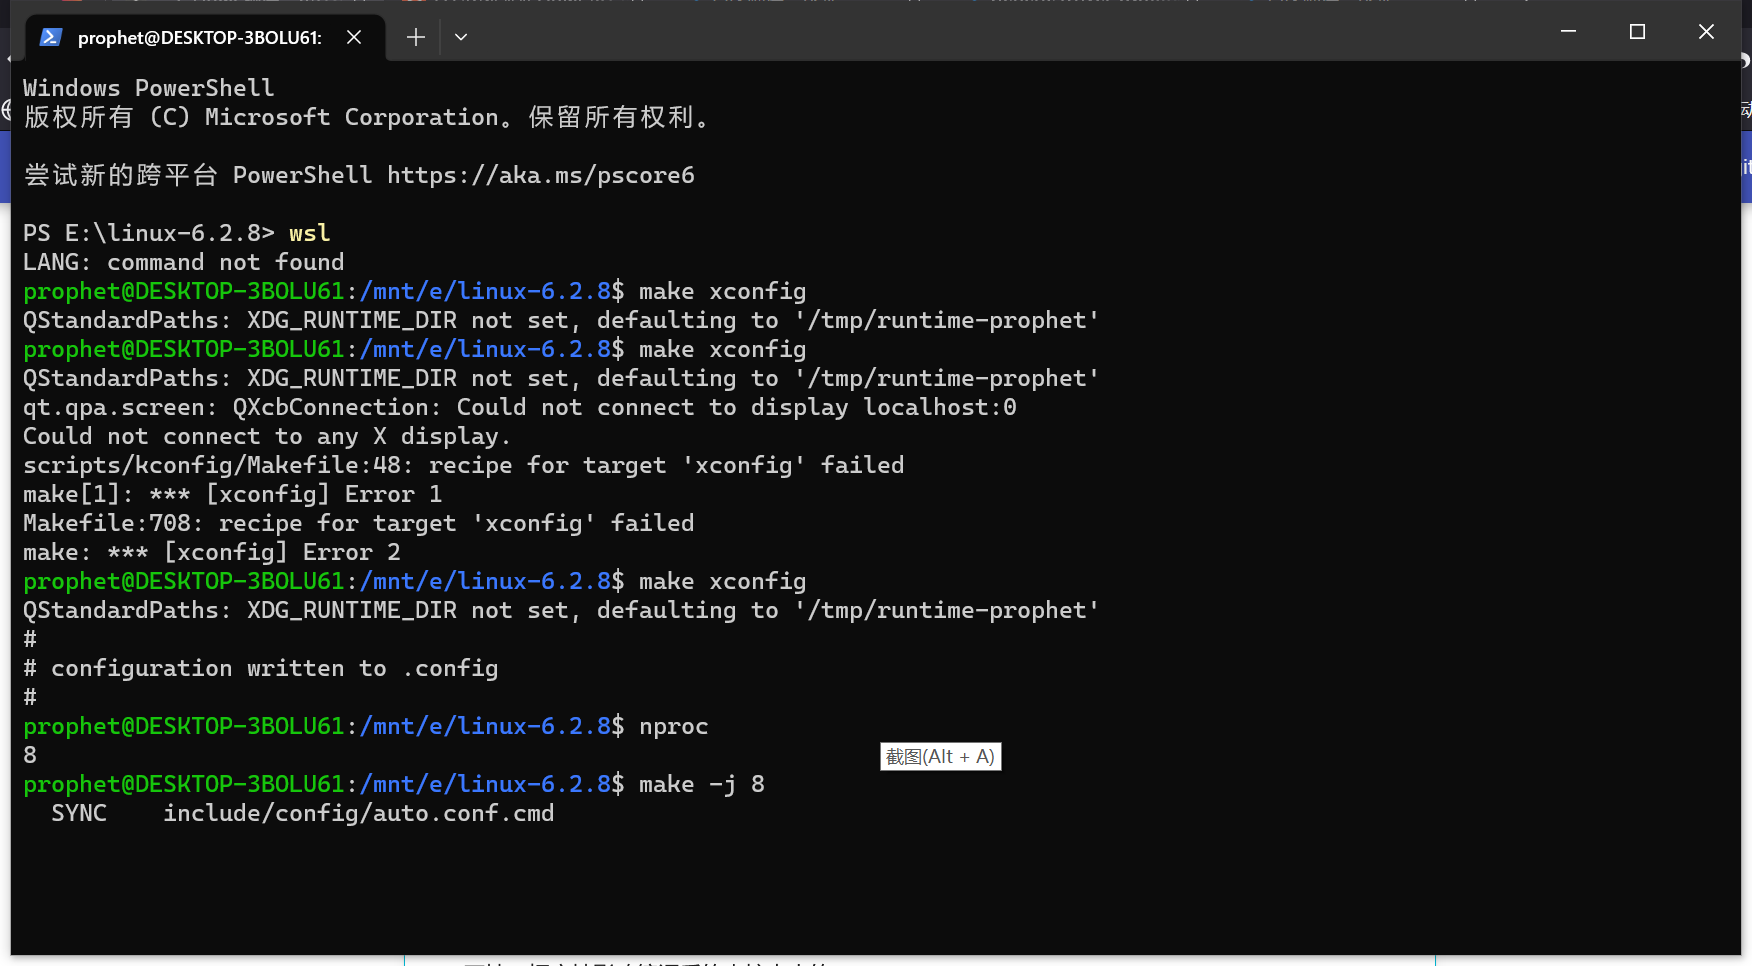 prophet@DESKTOP-3BOLU61:
Windows PowerShell
版权所有 (C) Microsoft Corporation。保留所有权利。
尝试新的跨平台 PowerShell https://aka.ms/pscore6
PS E:\linux-6.2.8> wsl
LANG: command not found
prophet@DESKTOP-3BOLU61:/mnt/e/linux-6.2.8$ make xconfig
QStandardPaths: XDG_RUNTIME_DIR not set, defaulting to '/tmp/runtime-prophet'
prophet@DESKTOP-3BOLU61:/mnt/e/linux-6.2.8$ make xconfig
QStandardPaths: XDG_RUNTIME_DIR not set, defaulting to '/tmp/runtime-prophet'
qt.qpa.screen: QXcbConnection: Could not connect to display localhost:0
Could not connect to any X display.
scripts/kconfig/Makefile:48: recipe for target 'xconfig' failed
make[1]: *** [xconfig] Error 1
Makefile:708: recipe for target 'xconfig' failed
make: *** [xconfig] Error 2
prophet@DESKTOP-3BOLU61:/mnt/e/linux-6.2.8$ make xconfig
QStandardPaths: XDG_RUNTIME_DIR not set, defaulting to '/tmp/runtime-prophet'
#
# configuration written to .config
#
prophet@DESKTOP-3BOLU61:/mnt/e/linux-6.2.8$ nproc
8
截图(Alt + A)
prophet@DESKTOP-3BOLU61:/mnt/e/linux-6.2.8$ make -j 8
  SYNC    include/config/auto.conf.cmd